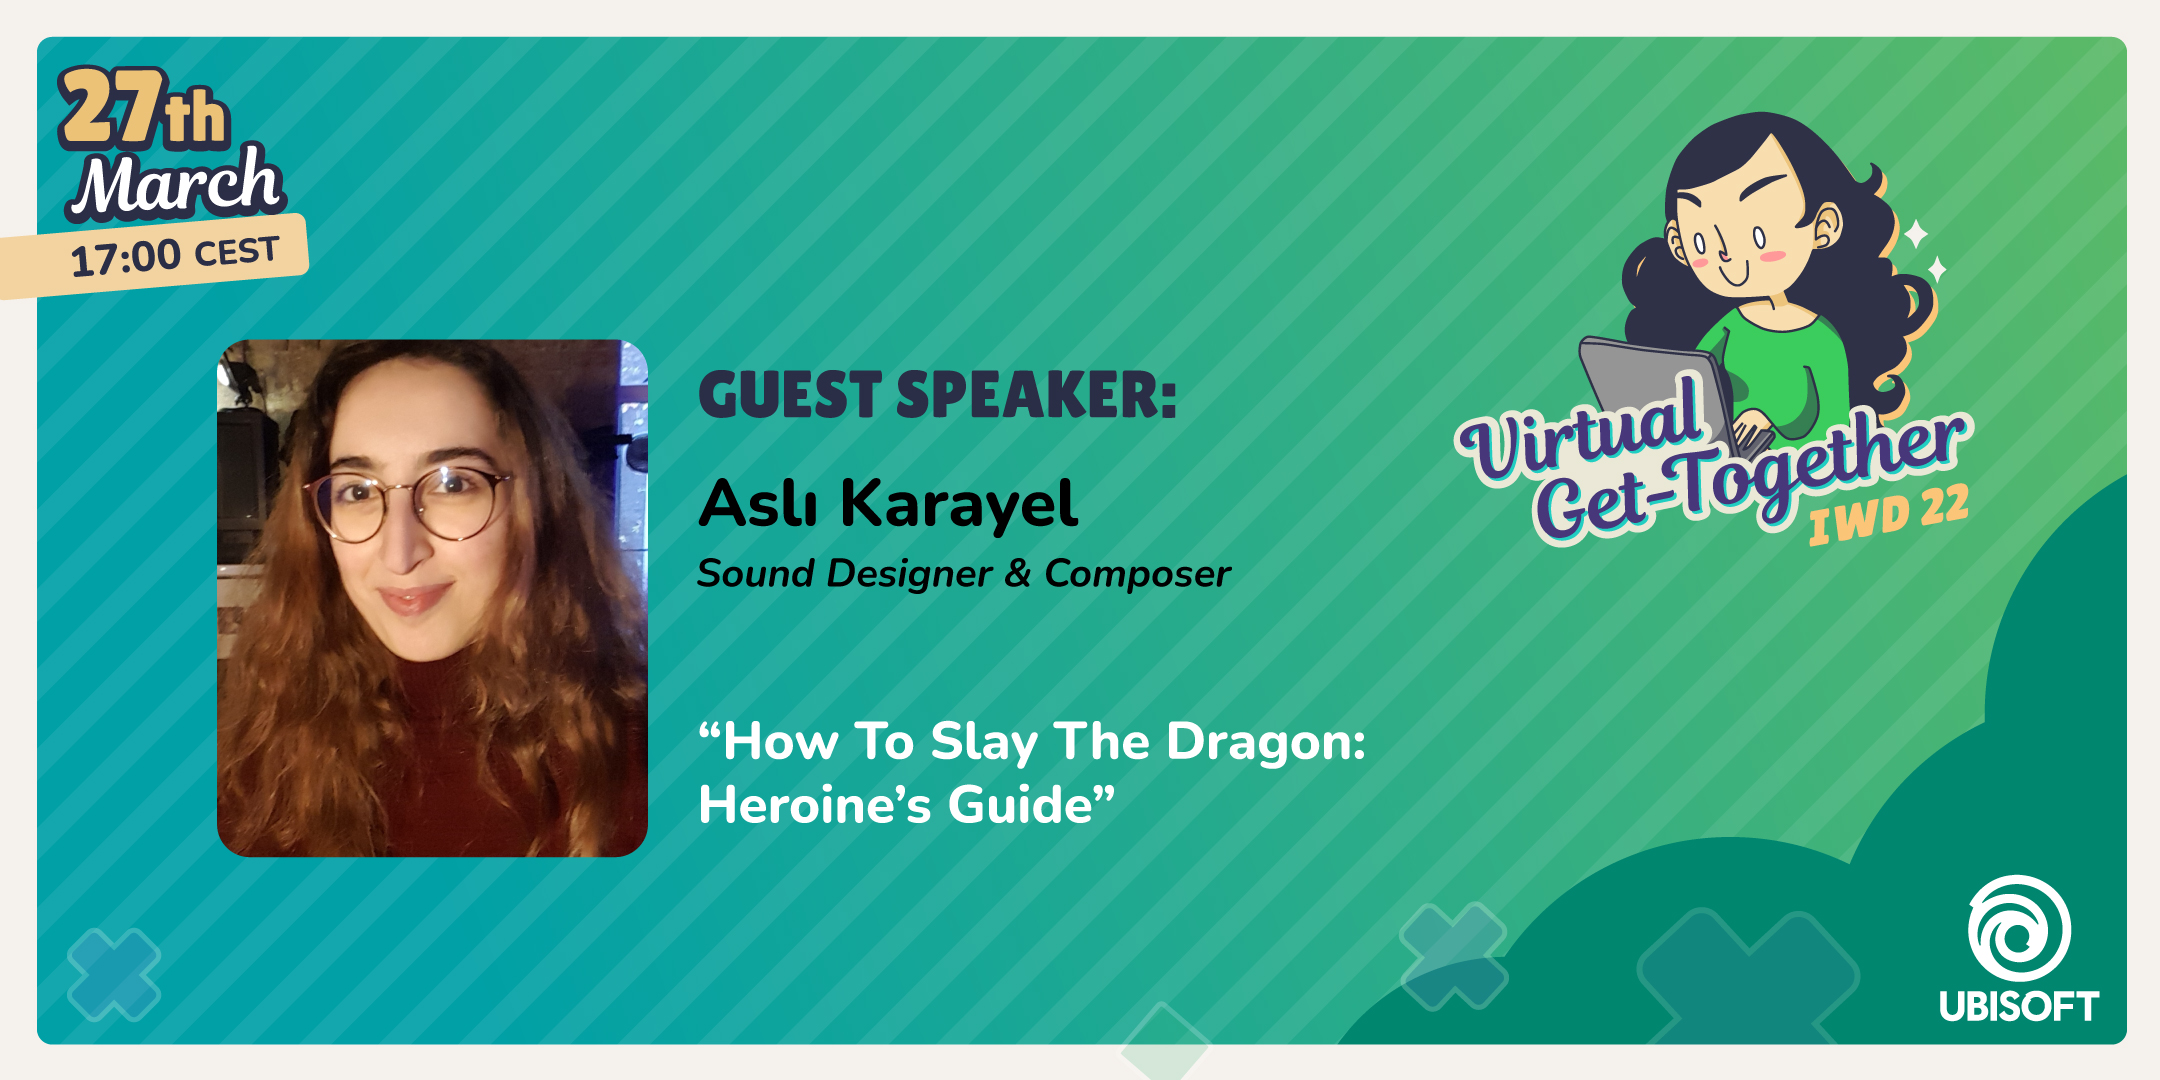 27th
March
17:00 CEST
GUEST SPEAKER:
Aslı Karayel
Sound Designer & Composer
“How To Slay The Dragon:
Heroine’s Guide”
Virtual
Get-Together
IWD 22
UBISOFT